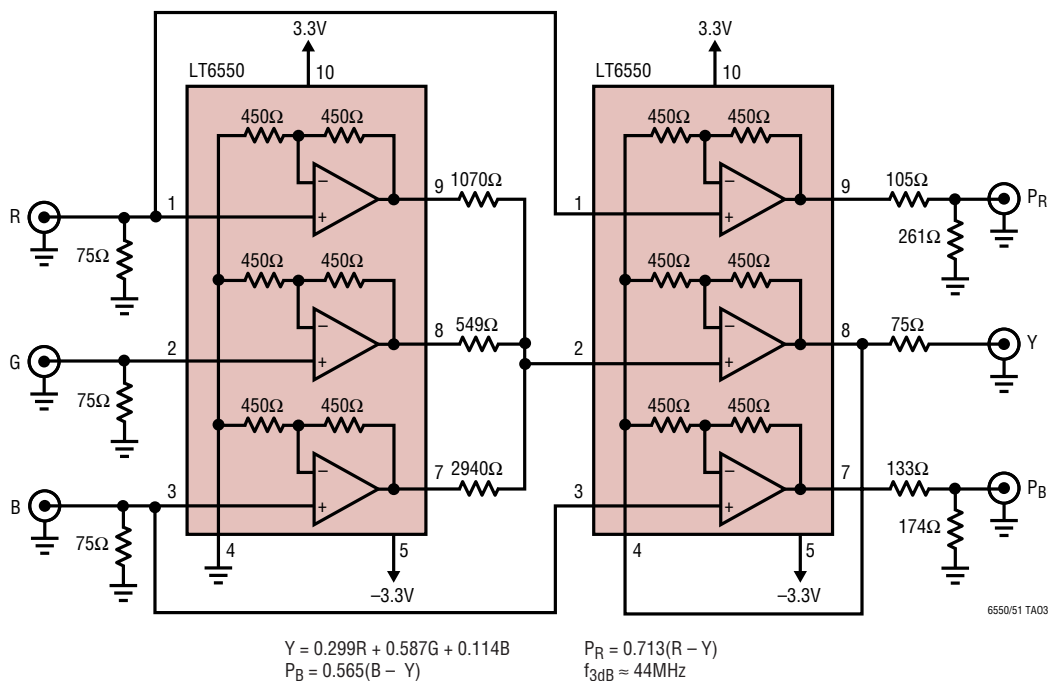 3.3V
3.3V
LT6550
10
LT6550
10
450Ω 450Ω
450Ω 450Ω
−
+
−
+
R
1
9
1070Ω
1
9
105Ω
PR
75Ω
261Ω
450Ω 450Ω
450Ω 450Ω
−
+
−
+
G
2
8
549Ω
2
8
75Ω
Y
75Ω
450Ω 450Ω
450Ω 450Ω
−
+
−
+
B
3
7
2940Ω
3
7
133Ω
PB
75Ω
174Ω
4
5
4
5
–3.3V
–3.3V
6550/51 TA03
Y = 0.299R + 0.587G + 0.114B
PB = 0.565(B – Y)
PR = 0.713(R – Y)
f3dB ≈ 44MHz